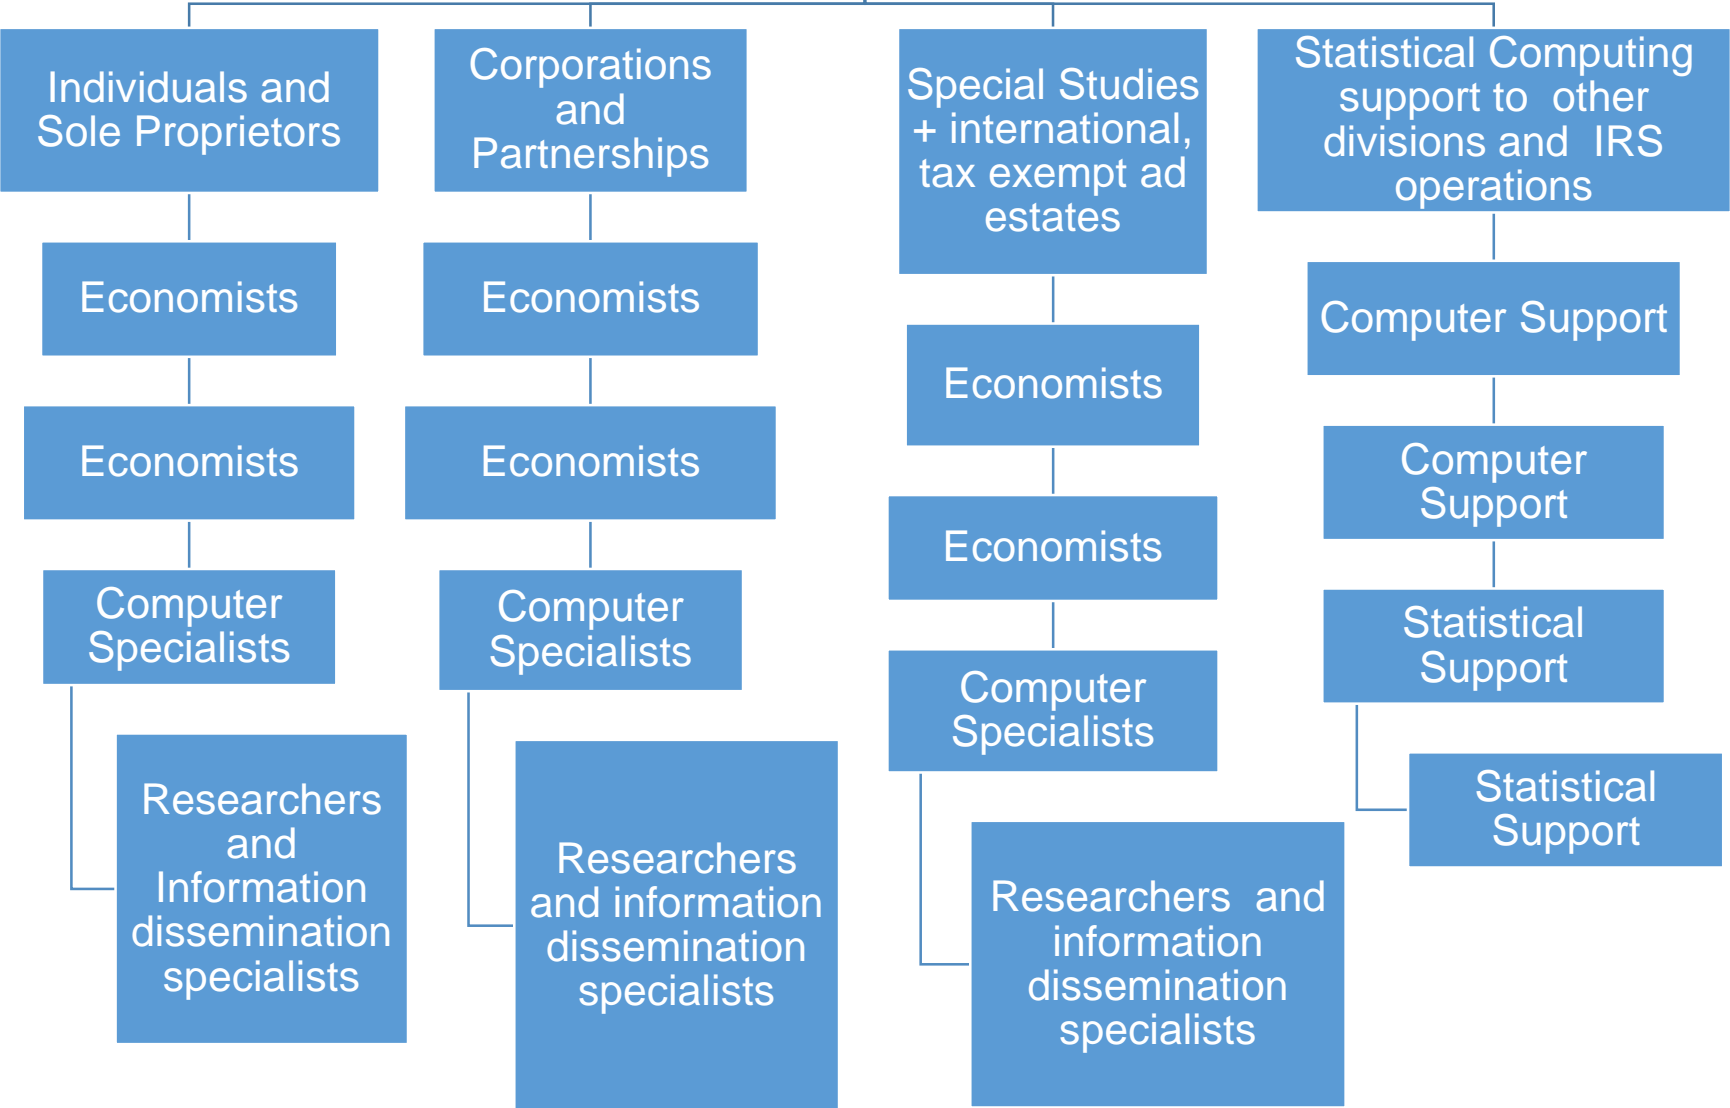 Individuals and
Sole Proprietors
Economists
Economists
Computer
Specialists
Researchers
and
Information
dissemination
specialists
Corporations
and
Partnerships
Economists
Economists
Computer
Specialists
Researchers
and information
dissemination
specialists
Special Studies
+ international,
tax exempt ad
estates
Economists
Economists
Computer
Specialists
Researchers and
information
dissemination
specialists
Statistical Computing
support to other
divisions and IRS
operations
Computer Support
Computer
Support
Statistical
Support
Statistical
Support